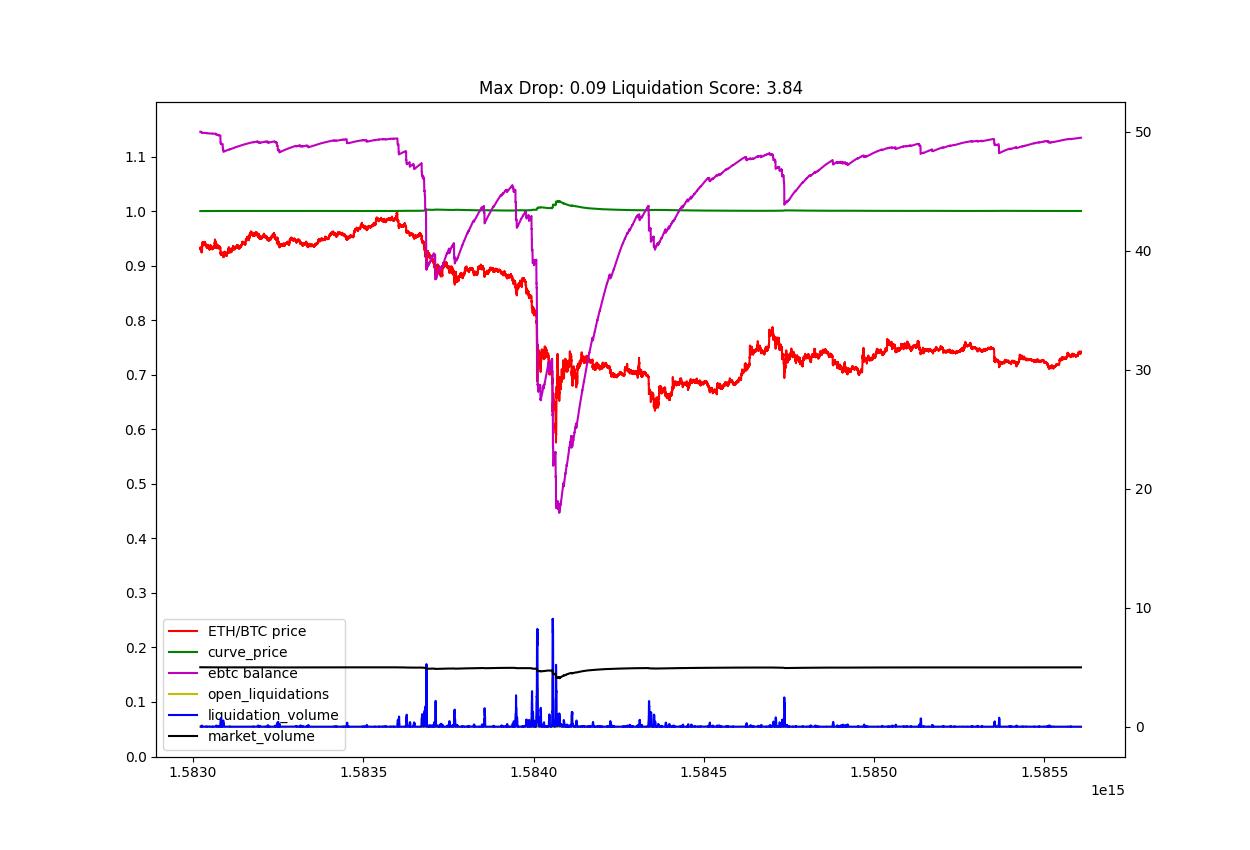 Max Drop: 0.09 Liquidation Score: 3.84
1.1
1.0
0.9
0.8
0.7
0.6
0.5
0.4
0.3
0.2
0.1
0.0
50
40
30
20
10
0
ETH/BTC price
curve_price
ebtc balance
open_liquidations
liquidation_volume
market_volume
1.5830 1.5835 1.5840 1.5845 1.5850 1.5855
1e15